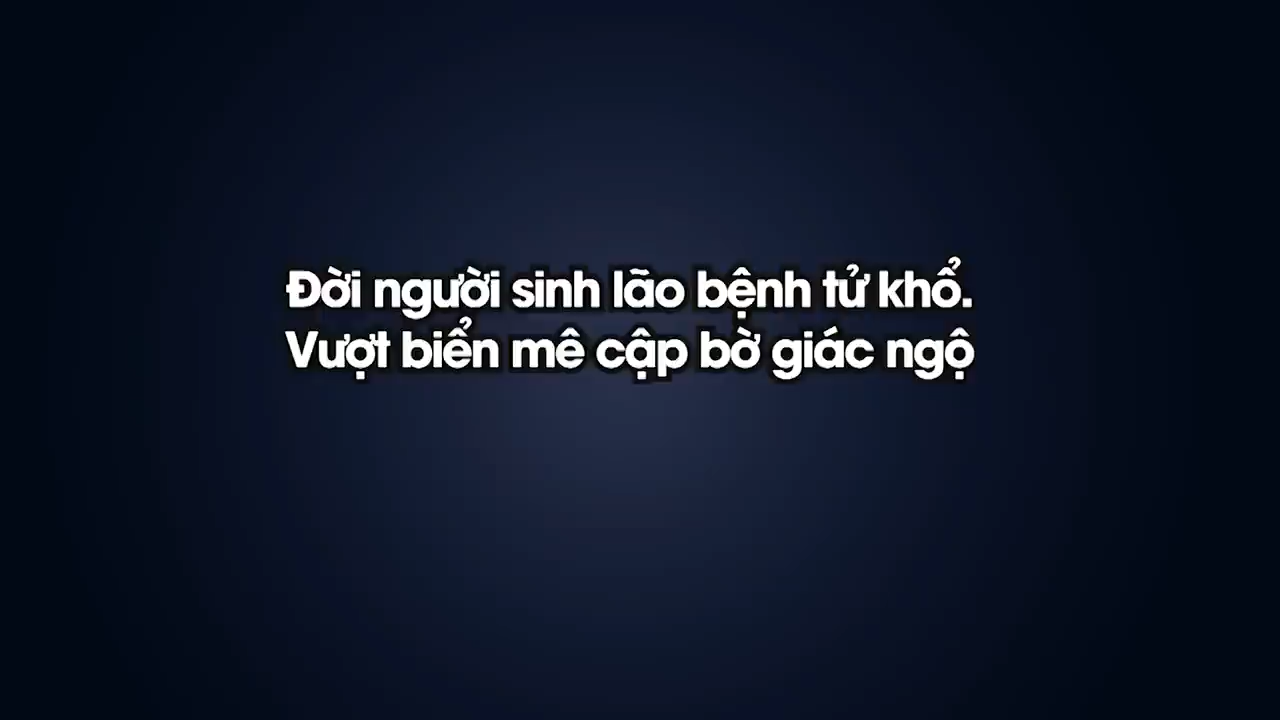 Đời người sinh lão bệnh tử khổ.
Vượt biển mê cập bờ giác ngộ